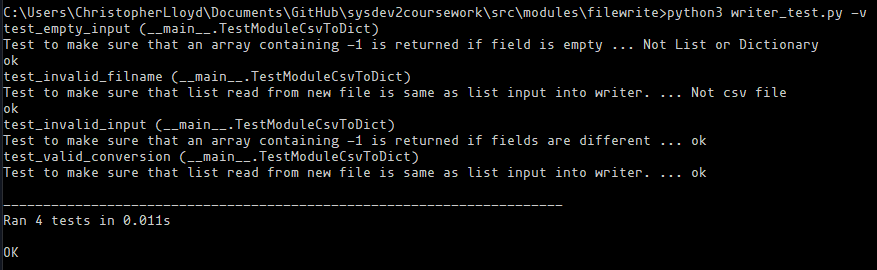 C:\Users\ChristopherLloyd\Documents\GitHub\sysdev2coursework\src\modules\filewrite>python3 writer_test.py -v
test_empty_input (__main__.TestModuleCsvToDict)
Test to make sure that an array containing -1 is returned if field is empty ... Not List or Dictionary
ok
test_invalid_filname (__main__.TestModuleCsvToDict)
Test to make sure that list read from new file is same as list input into writer. ... Not csv file
ok
test_invalid_input (__main__.TestModuleCsvToDict)
Test to make sure that an array containing -1 is returned if fields are different ... ok
test_valid_conversion (__main__.TestModuleCsvToDict)
Test to make sure that list read from new file is same as list input into writer. ... ok
----------------------------------------------------------------------
Ran 4 tests in 0.011s
OK